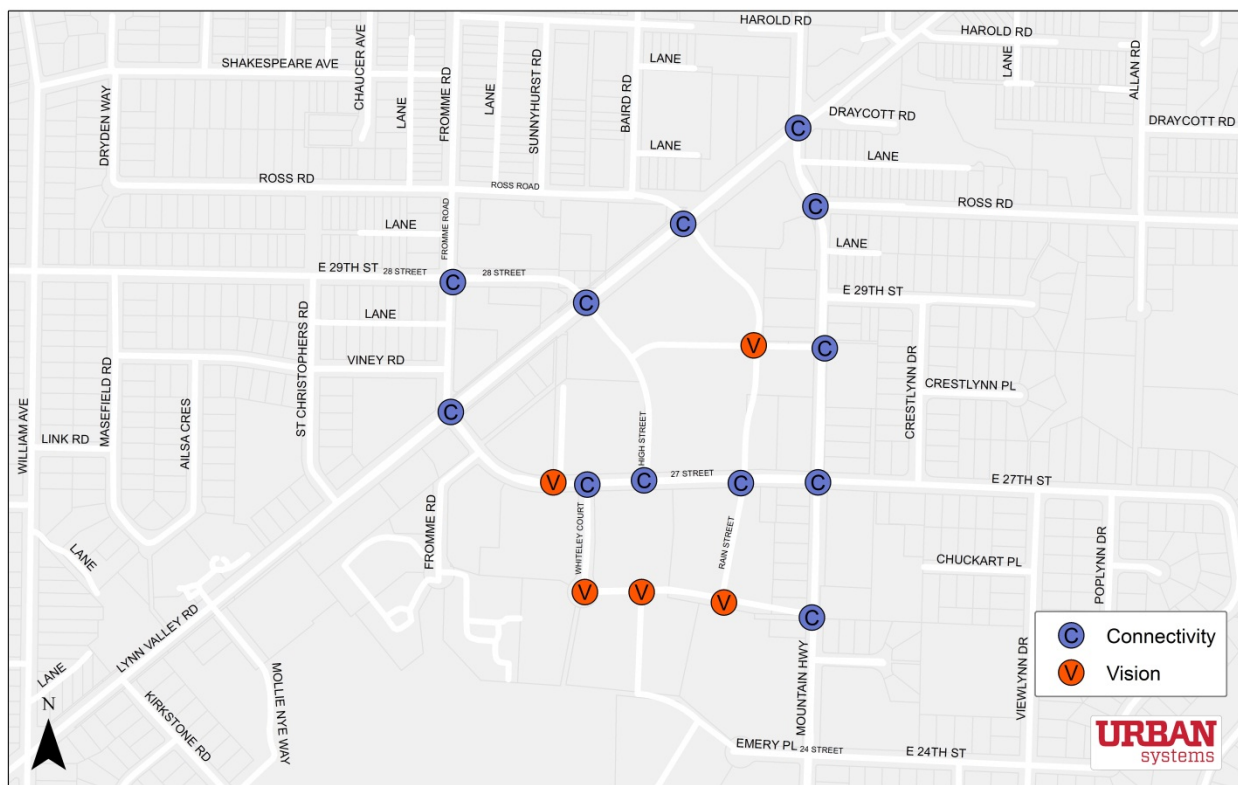 HAROLD RD
HAROLD RD
SHAKESPEARE AVE
CHAUCER AVE
LANE
FROMME RD
LANE
SUNNYHURST RD
BAIRD RD
LANE
LANE
ALLAN RD
DRYDEN WAY
DRAYCOTT RD
DRAYCOTT RD
C
LANE
LANE
ROSS RD
ROSS ROAD
C
ROSS RD
C
LANE
FROMME ROAD
LANE
E 29TH ST
28 STREET
C
28 STREET
C
E 29TH ST
LANE
V
C
VINEY RD
ST CHRISTOPHERS RD
MASEFIELD RD
WILLIAM AVE
LINK RD
AILSA CRES
C
CRESTLYNN PL
CRESTLYNN DR
HIGH STREET
V
C
C
27 STREET
C
C
E 27TH ST
FROMME RD
WHITELEY COURT
RAIN STREET
LANE
CHUCKART PL
POPLYNN DR
V
V
V
C
LYNN VALLEY RD
LANE
MOLLIE NYE WAY
KIRKSTONE RD
MOUNTAIN HWY
VIEWLYNN DR
EMERY PL
24 STREET
E 24TH ST
N
C Connectivity
V Vision
URBAN
systems